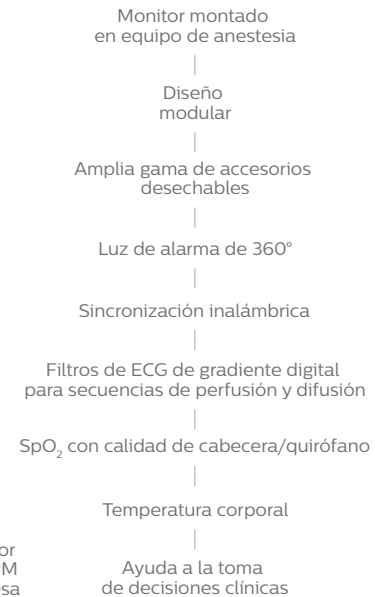 Monitor montado
en equipo de anestesia
Diseño
modular
Amplia gama de accesorios
desechables
Luz de alarma de 360°
Sincronización inalámbrica
Filtros de ECG de gradiente digital
para secuencias de perfusión y difusión
SpO₂ con calidad de cabecera/quirófano
Temperatura corporal
Ayuda a la toma
de decisiones clínicas